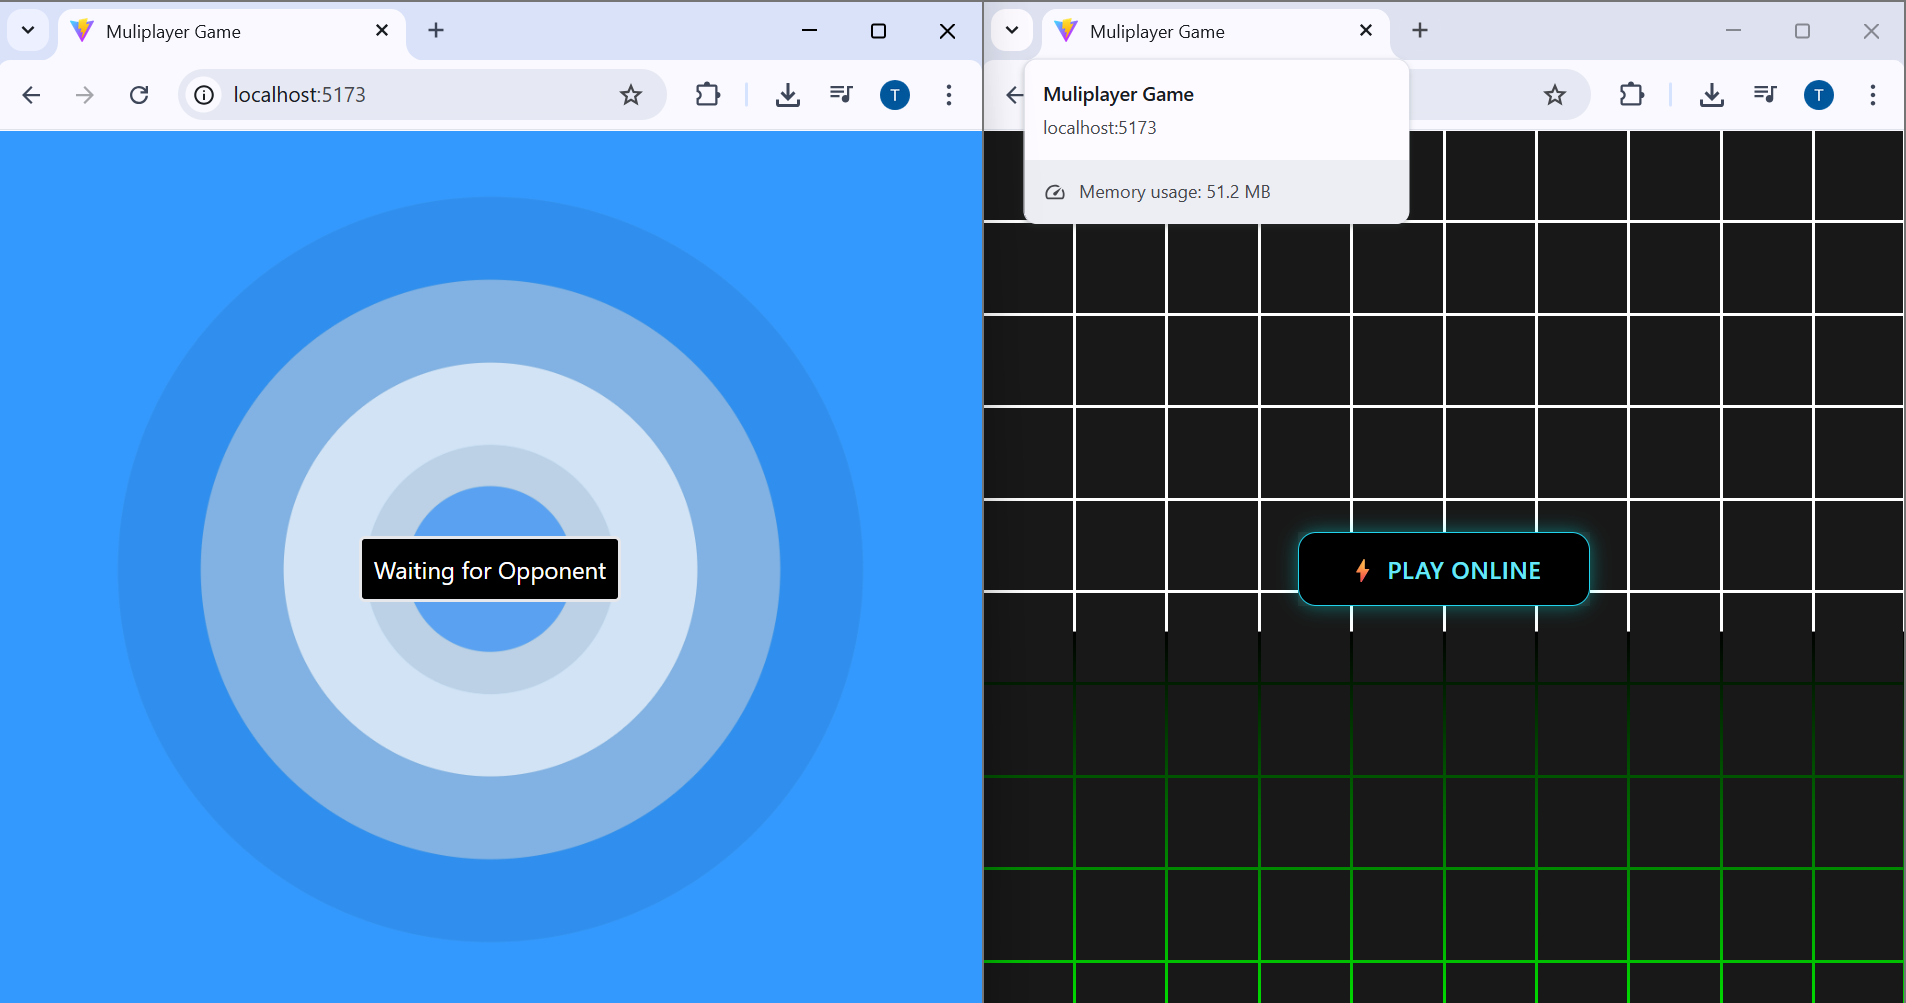 Muliplayer Game
localhost:5173
T
Waiting for Opponent
Muliplayer Game
T
Muliplayer Game
localhost:5173
Memory usage: 51.2 MB
PLAY ONLINE